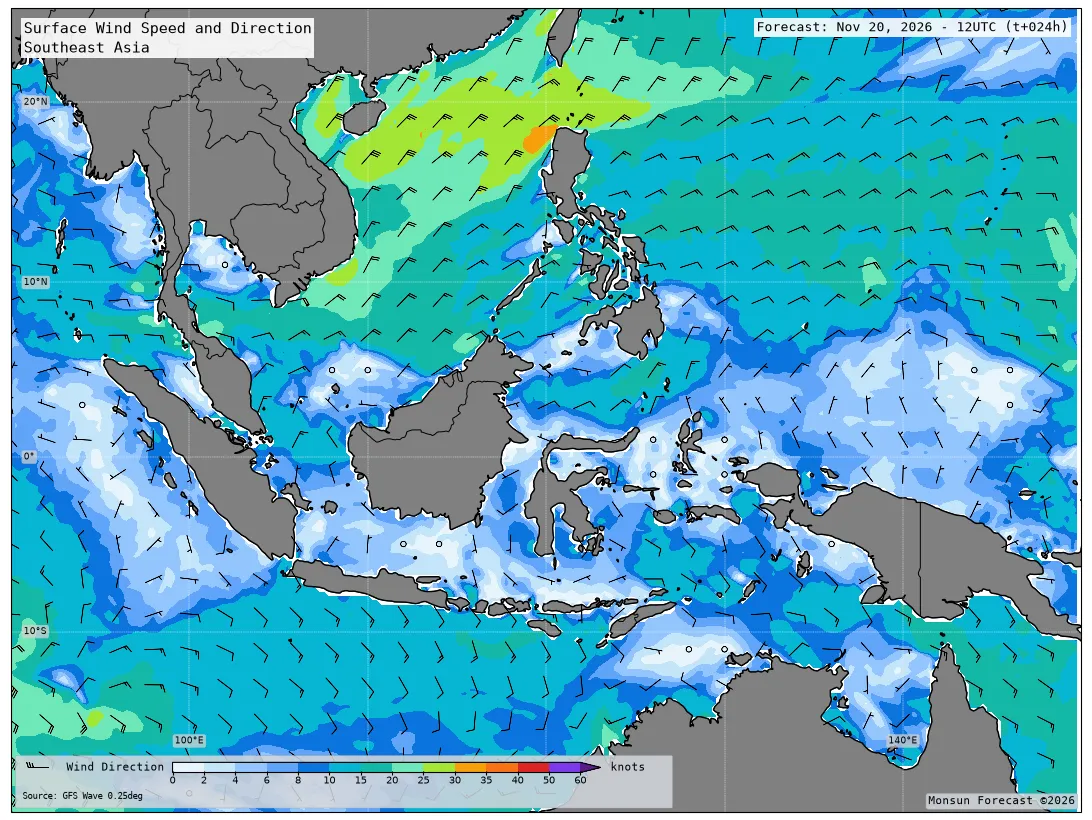 Surface Wind Speed and Direction
Southeast Asia
Forecast: Nov 20, 2026 - 12UTC (t+024h)
20°N
10°N
0°
10°S
100°E
140°E
Wind Direction
knots
0 2 4 6 8 10 15 20 25 30 35 40 50 60
Source: GFS Wave 0.25deg
Monsun Forecast ©2026